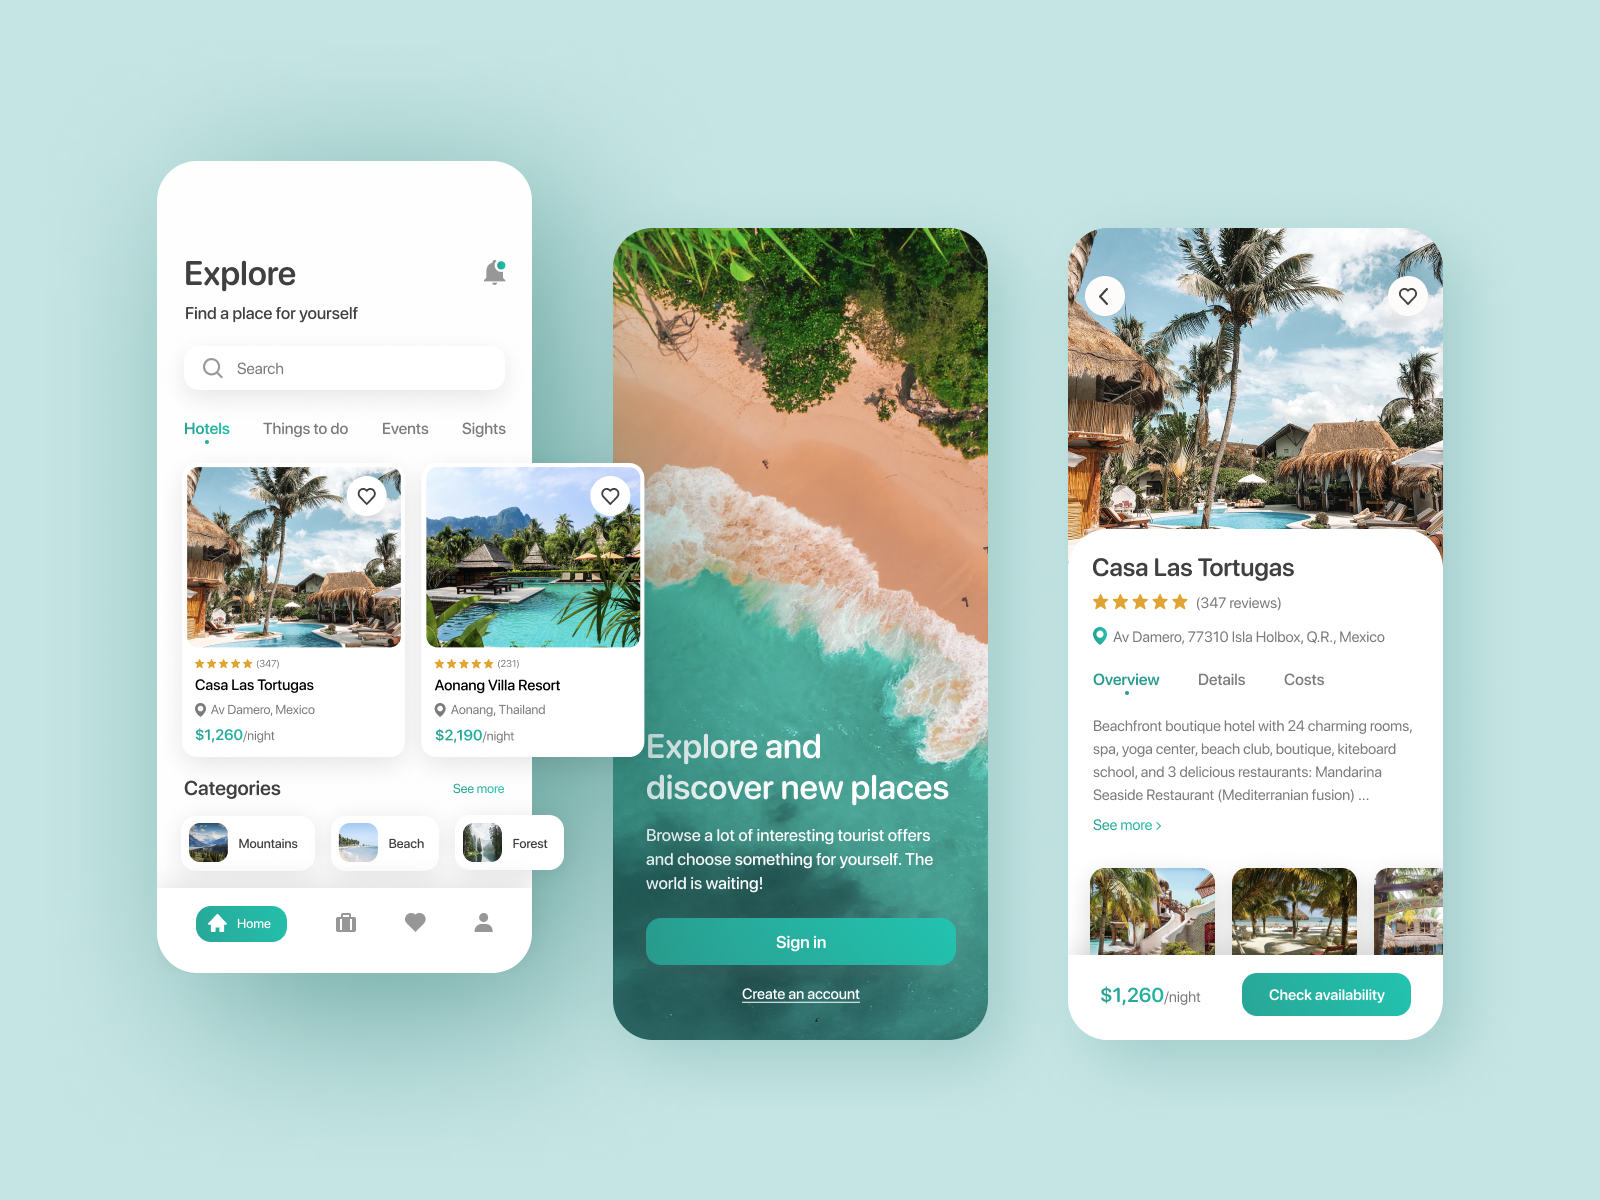 Explore
Find a place for yourself
Search
Hotels Things to do Events Sights
(347)
Casa Las Tortugas
Av Damero, Mexico
$1,260/night
(231)
Aonang Villa Resort
Aonang, Thailand
$2,190/night
Categories See more
Mountains Beach Forest
Home
Explore and
discover new places
Browse a lot of interesting tourist offers
and choose something for yourself. The
world is waiting!
Sign in
Create an account
Casa Las Tortugas
(347 reviews)
Av Damero, 77310 Isla Holbox, Q.R., Mexico
Overview Details Costs
Beachfront boutique hotel with 24 charming rooms,
spa, yoga center, beach club, boutique, kiteboard
school, and 3 delicious restaurants: Mandarina
Seaside Restaurant (Mediterranian fusion) ...
See more ›
$1,260/night
Check availability